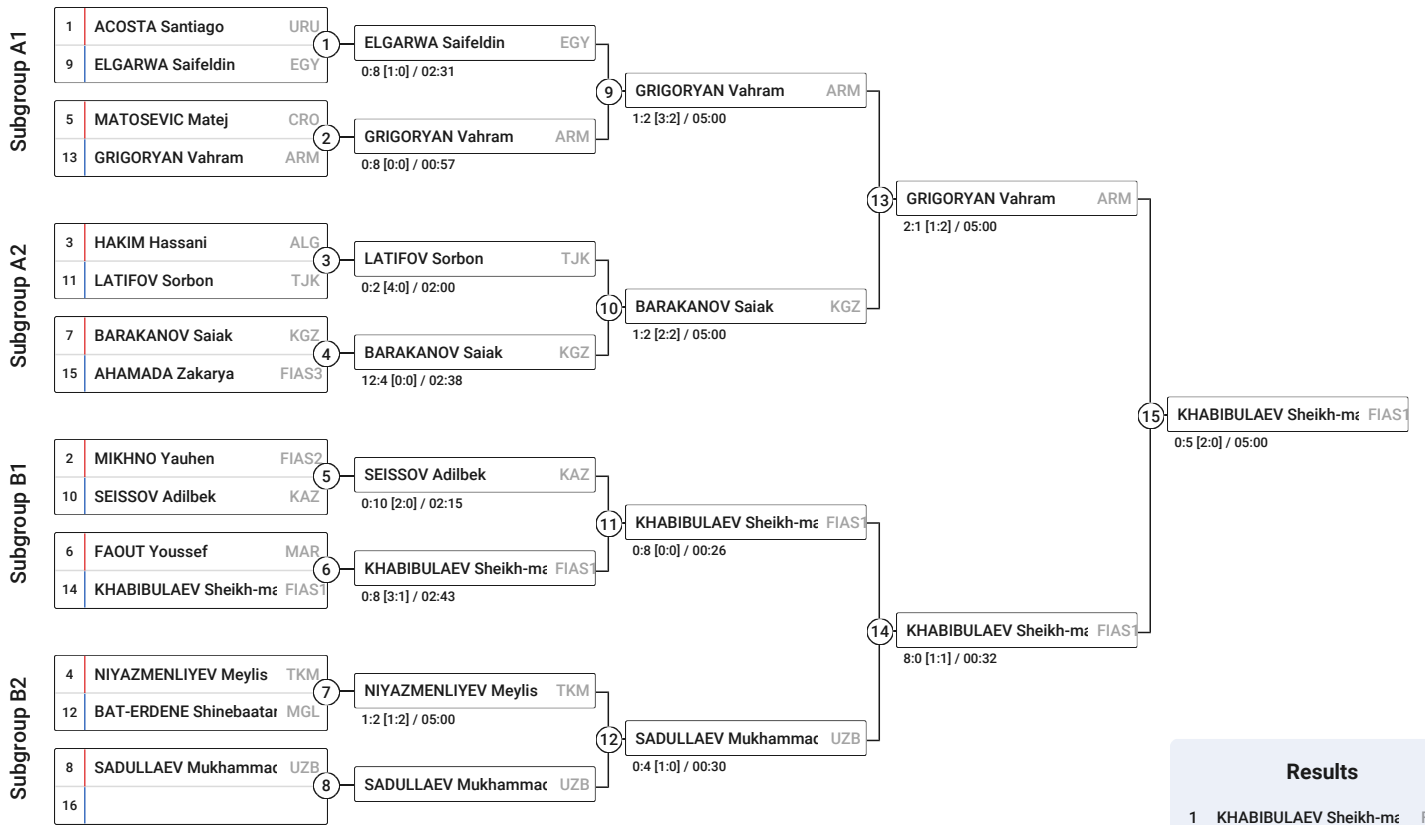 Subgroup A1
1 ACOSTA Santiago URU
9 ELGARWA Saifeldin EGY
1
5 MATOSEVIC Matej CRO
13 GRIGORYAN Vahram ARM
2
ELGARWA Saifeldin EGY
0:8 [1:0] / 02:31
GRIGORYAN Vahram ARM
0:8 [0:0] / 00:57
9
GRIGORYAN Vahram ARM
1:2 [3:2] / 05:00
Subgroup A2
3 HAKIM Hassani ALG
11 LATIFOV Sorbon TJK
3
7 BARAKANOV Saiak KGZ
15 AHAMADA Zakarya FIAS3
4
LATIFOV Sorbon TJK
0:2 [4:0] / 02:00
BARAKANOV Saiak KGZ
12:4 [0:0] / 02:38
10
BARAKANOV Saiak KGZ
1:2 [2:2] / 05:00
13
GRIGORYAN Vahram ARM
2:1 [1:2] / 05:00
Subgroup B1
2 MIKHNO Yauhen FIAS2
10 SEISSOV Adilbek KAZ
5
6 FAOUT Youssef MAR
14 KHABIBULAEV Sheikh-ma FIAS1
6
SEISSOV Adilbek KAZ
0:10 [2:0] / 02:15
KHABIBULAEV Sheikh-ma FIAS1
0:8 [3:1] / 02:43
11
KHABIBULAEV Sheikh-ma FIAS1
0:8 [0:0] / 00:26
Subgroup B2
4 NIYAZMENLIYEV Meylis TKM
12 BAT-ERDENE Shinebaatar MGL
7
8 SADULLAEV Mukhammad UZB
16
8
NIYAZMENLIYEV Meylis TKM
1:2 [1:2] / 05:00
SADULLAEV Mukhammad UZB
12
SADULLAEV Mukhammad UZB
0:4 [1:0] / 00:30
14
KHABIBULAEV Sheikh-ma FIAS1
8:0 [1:1] / 00:32
15
KHABIBULAEV Sheikh-ma FIAS1
0:5 [2:0] / 05:00
Results
1 KHABIBULAEV Sheikh-ma